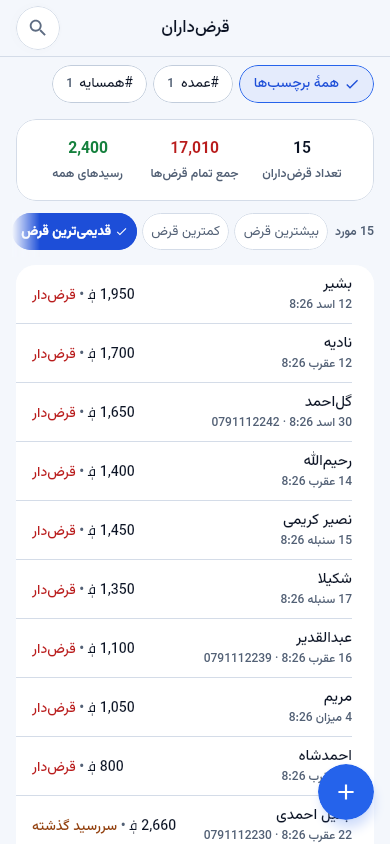 قرض‌داران
همهٔ برچسب‌ها
#عمده 1
#همسایه 1
15
تعداد قرض‌داران
17,010
جمع تمام قرض‌ها
2,400
رسیدهای همه
15 مورد
بیشترین قرض
کمترین قرض
قدیمی‌ترین قرض
بشیر
1,950 ؋ • قرض‌دار
12 اسد 8:26
نادیه
1,700 ؋ • قرض‌دار
12 عقرب 8:26
گل‌احمد
1,650 ؋ • قرض‌دار
30 اسد 8:26 · 0791112242
رحیم‌الله
1,400 ؋ • قرض‌دار
14 عقرب 8:26
نصیر کریمی
1,450 ؋ • قرض‌دار
15 سنبله 8:26
شکیلا
1,350 ؋ • قرض‌دار
17 سنبله 8:26
عبدالقدیر
1,100 ؋ • قرض‌دار
16 عقرب 8:26 · 0791112239
مریم
1,050 ؋ • قرض‌دار
4 میزان 8:26
احمدشاه
800 ؋ • قرض‌دار
8:26
احمدی
2,660 ؋ • سررسید گذشته
22 عقرب 8:26 · 0791112230